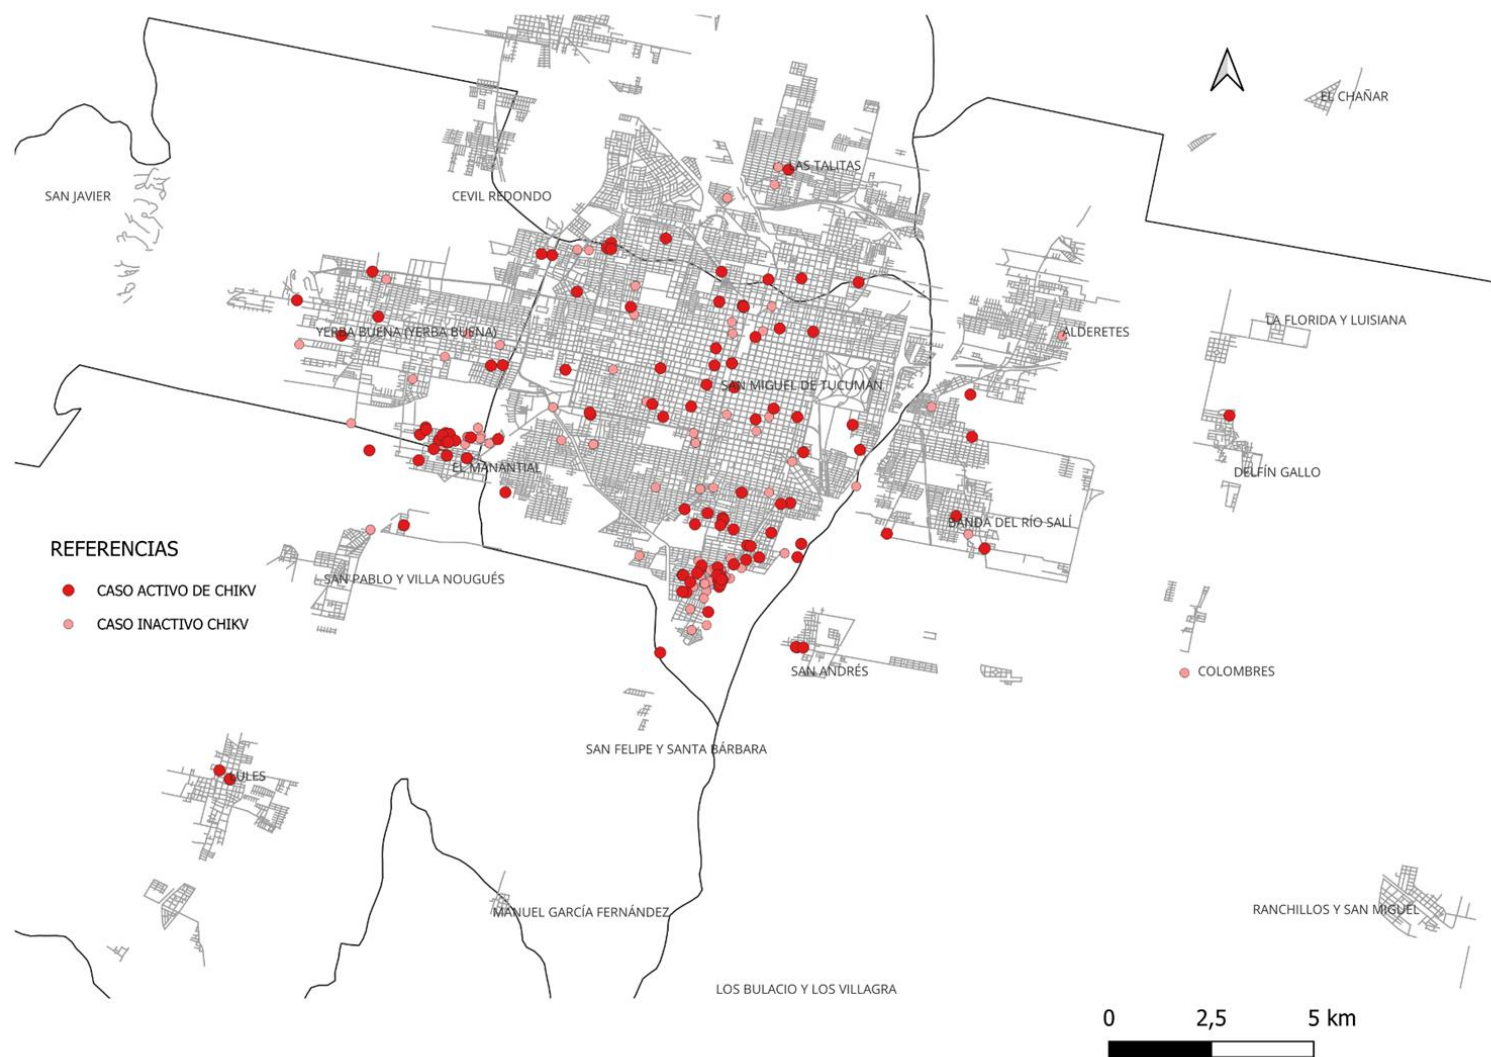 EL CHAÑAR
LAS TALITAS
SAN JAVIER
CEVIL REDONDO
LA FLORIDA Y LUISIANA
YERBA BUENA (YERBA BUENA)
ALDERETES
SAN MIGUEL DE TUCUMÁN
EL MANANTIAL
DELFÍN GALLO
BANDA DEL RÍO SALÍ
REFERENCIAS
CASO ACTIVO DE CHIKV
CASO INACTIVO CHIKV
SAN PABLO Y VILLA NOUGUÉS
SAN ANDRÉS
COLOMBRES
SAN FELIPE Y SANTA BÁRBARA
LULES
MANUEL GARCÍA FERNÁNDEZ
RANCHILLOS Y SAN MIGUEL
LOS BULACIO Y LOS VILLAGRA
0 2,5 5 km